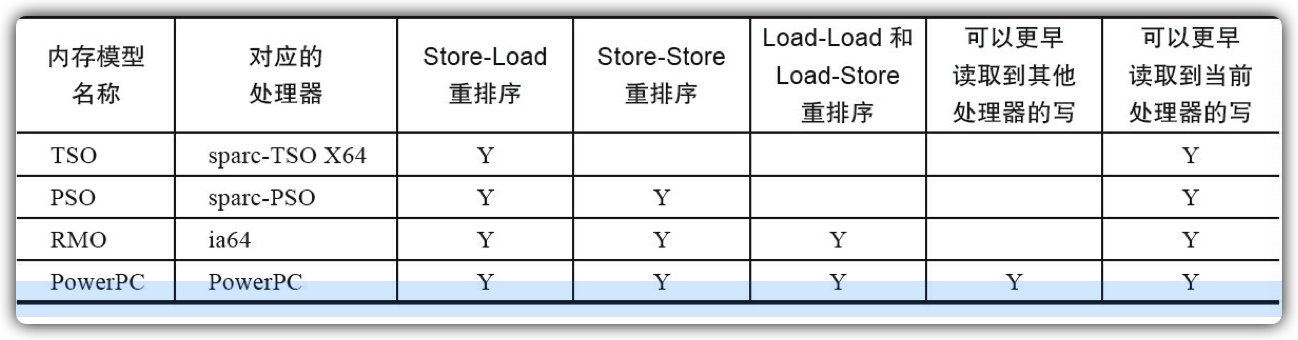 内存模型
名称
对应的
处理器
Store-Load
重排序
Store-Store
重排序
Load-Load 和
Load-Store
重排序
可以更早
读取到其他
处理器的写
可以更早
读取到当前
处理器的写
TSO sparc-TSO X64 Y Y
PSO sparc-PSO Y Y Y
RMO ia64 Y Y Y Y
PowerPC PowerPC Y Y Y Y Y